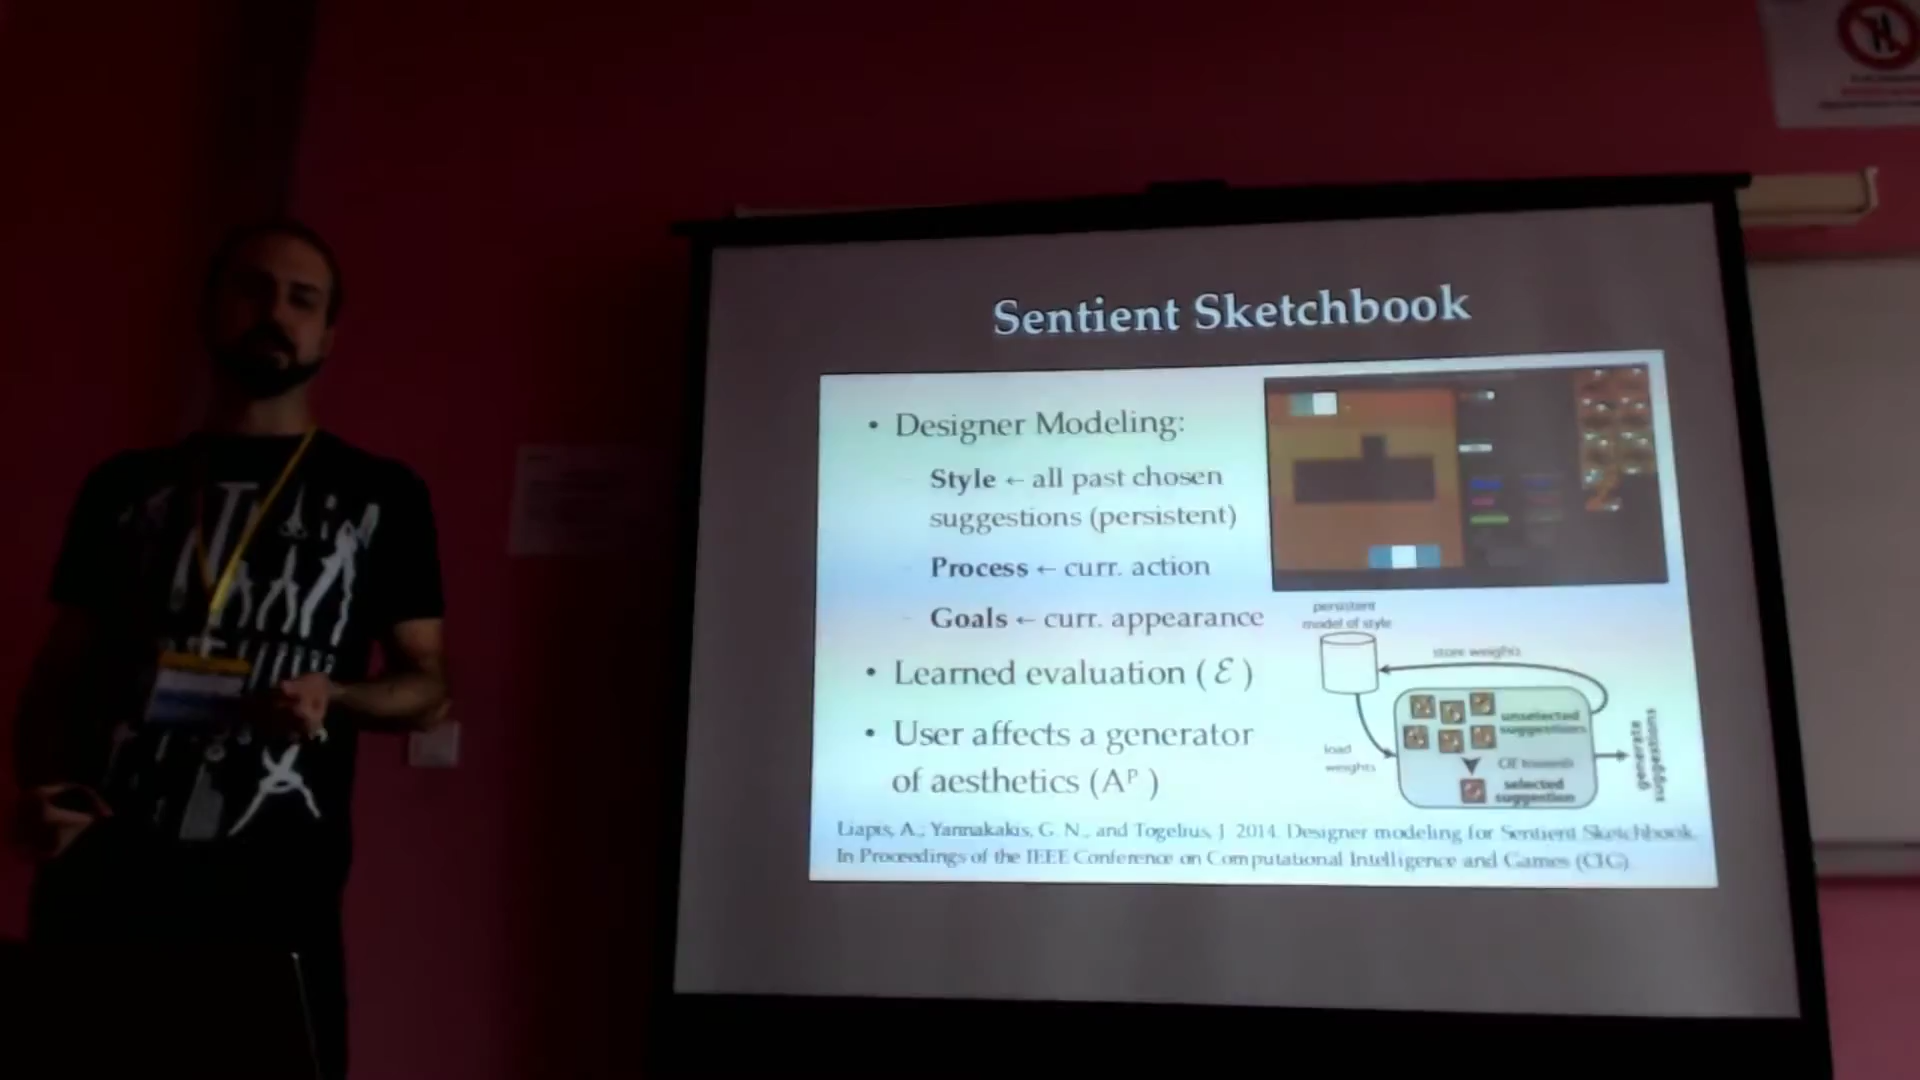 Sentient Sketchbook
• Designer Modeling:
– Style ← all past chosen
suggestions (persistent)
– Process ← curr. action
– Goals ← curr. appearance
• Learned evaluation ( ℰ )
• User affects a generator
of aesthetics (Aᴾ )
persistent
model of style
store weights
load
weights
unselected
suggestions
selected
suggestion
generate
suggestions
Liapis, A., Yannakakis, G. N., and Togelius, J. 2014. Designer modeling for Sentient Sketchbook.
In Proceedings of the IEEE Conference on Computational Intelligence and Games (CIG).